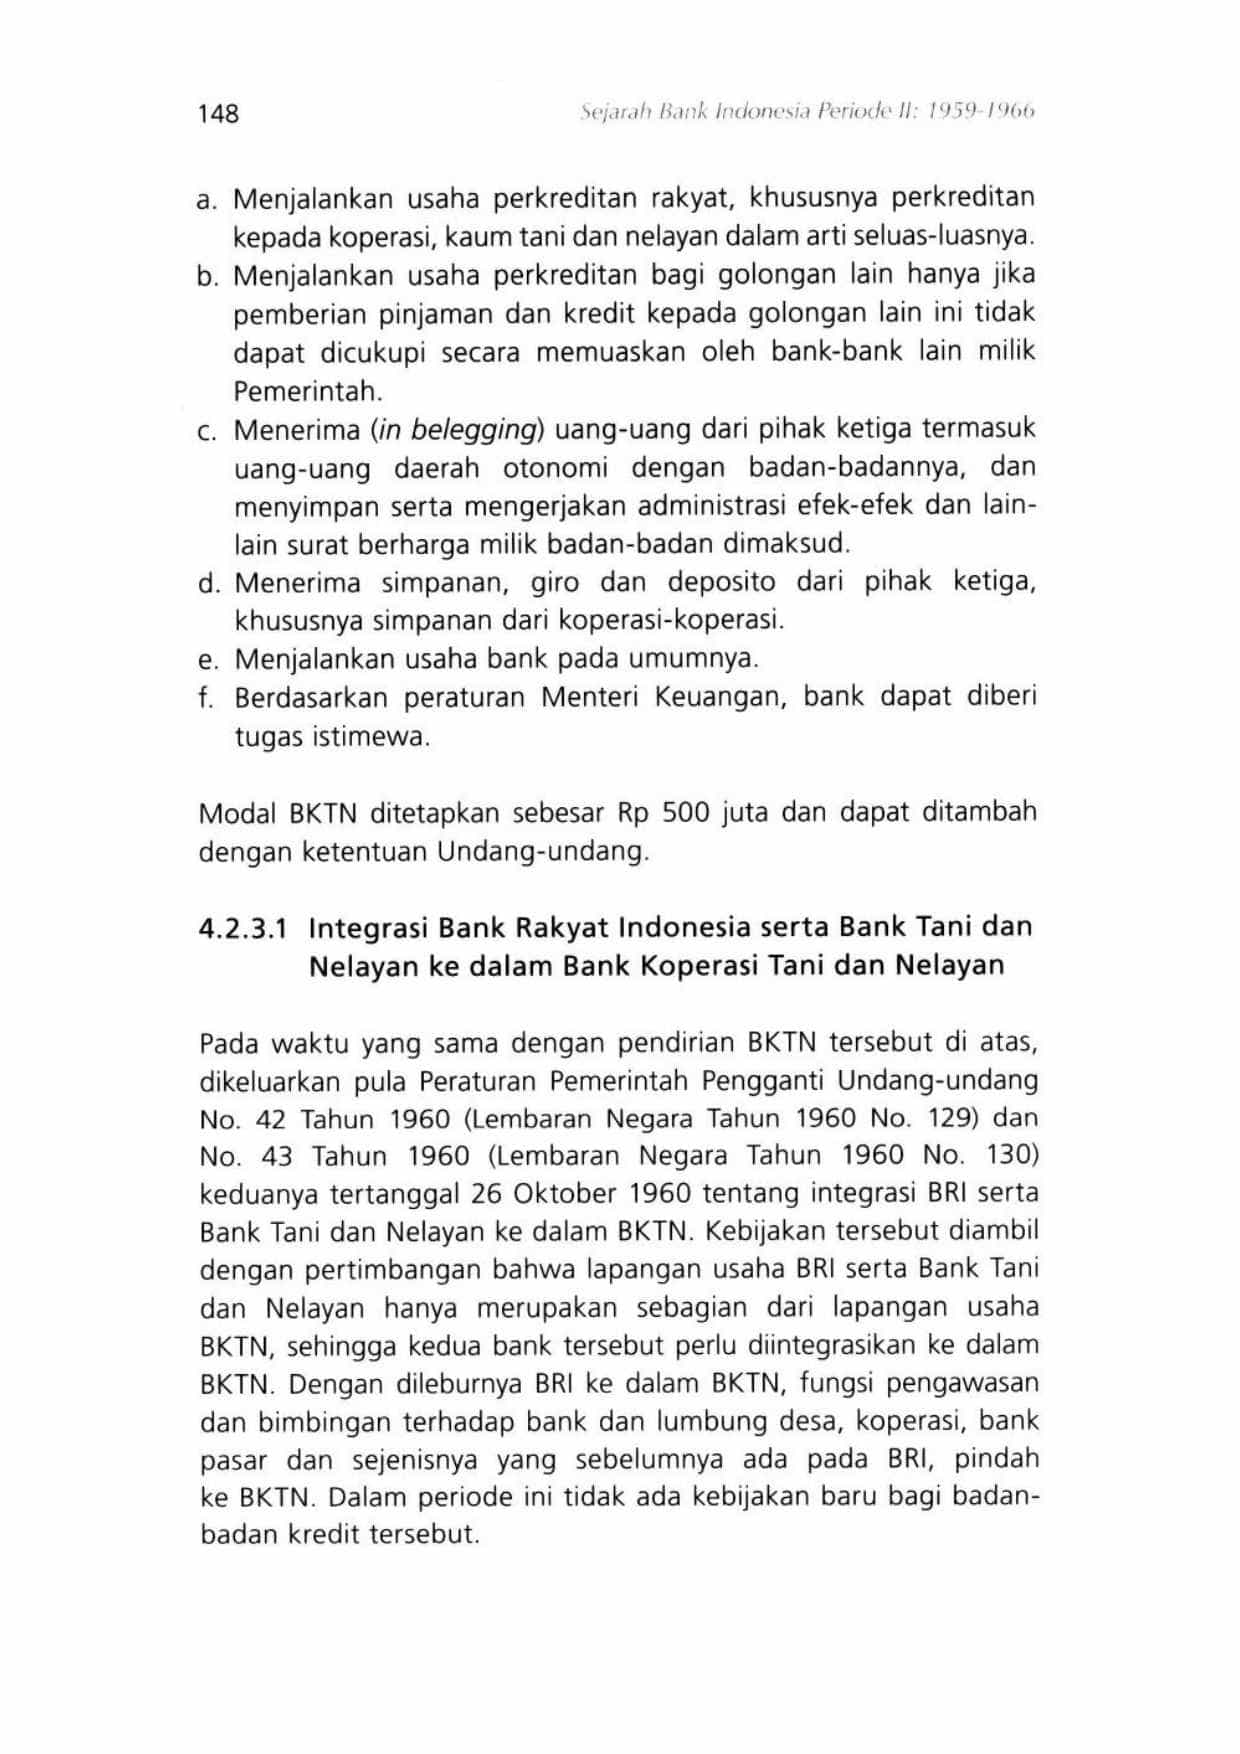 148 Sejarah Bank Indonesia Periode II: 1959-1966
a. Menjalankan usaha perkreditan rakyat, khususnya perkreditan
kepada koperasi, kaum tani dan nelayan dalam arti seluas-luasnya.
b. Menjalankan usaha perkreditan bagi golongan lain hanya jika
pemberian pinjaman dan kredit kepada golongan lain ini tidak
dapat dicukupi secara memuaskan oleh bank-bank lain milik
Pemerintah.
c. Menerima (in belegging) uang-uang dari pihak ketiga termasuk
uang-uang daerah otonomi dengan badan-badannya, dan
menyimpan serta mengerjakan administrasi efek-efek dan lain-
lain surat berharga milik badan-badan dimaksud.
d. Menerima simpanan, giro dan deposito dari pihak ketiga,
khususnya simpanan dari koperasi-koperasi.
e. Menjalankan usaha bank pada umumnya.
f. Berdasarkan peraturan Menteri Keuangan, bank dapat diberi
tugas istimewa.
Modal BKTN ditetapkan sebesar Rp 500 juta dan dapat ditambah
dengan ketentuan Undang-undang.
4.2.3.1 Integrasi Bank Rakyat Indonesia serta Bank Tani dan
Nelayan ke dalam Bank Koperasi Tani dan Nelayan
Pada waktu yang sama dengan pendirian BKTN tersebut di atas,
dikeluarkan pula Peraturan Pemerintah Pengganti Undang-undang
No. 42 Tahun 1960 (Lembaran Negara Tahun 1960 No. 129) dan
No. 43 Tahun 1960 (Lembaran Negara Tahun 1960 No. 130)
keduanya tertanggal 26 Oktober 1960 tentang integrasi BRI serta
Bank Tani dan Nelayan ke dalam BKTN. Kebijakan tersebut diambil
dengan pertimbangan bahwa lapangan usaha BRI serta Bank Tani
dan Nelayan hanya merupakan sebagian dari lapangan usaha
BKTN, sehingga kedua bank tersebut perlu diintegrasikan ke dalam
BKTN. Dengan dileburnya BRI ke dalam BKTN, fungsi pengawasan
dan bimbingan terhadap bank dan lumbung desa, koperasi, bank
pasar dan sejenisnya yang sebelumnya ada pada BRI, pindah
ke BKTN. Dalam periode ini tidak ada kebijakan baru bagi badan-
badan kredit tersebut.